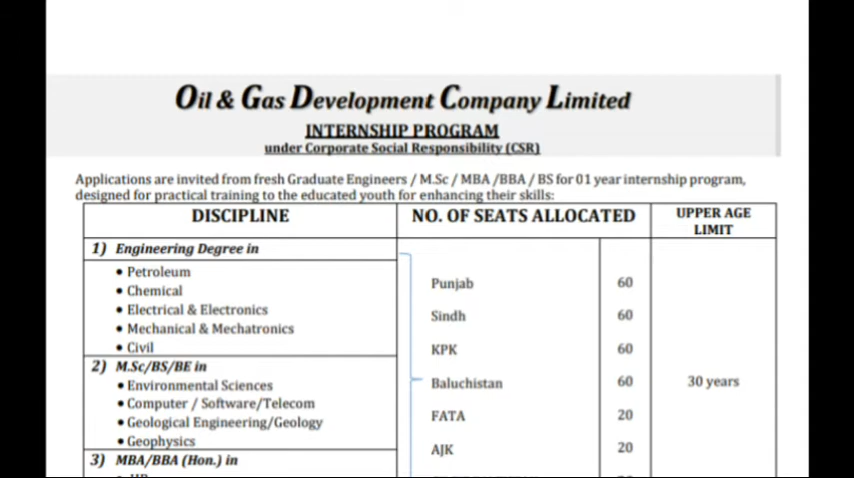 Oil & Gas Development Company Limited
INTERNSHIP PROGRAM
under Corporate Social Responsibility (CSR)
Applications are invited from fresh Graduate Engineers / M.Sc / MBA /BBA / BS for 01 year internship program,
designed for practical training to the educated youth for enhancing their skills:
DISCIPLINE NO. OF SEATS ALLOCATED UPPER AGE
LIMIT
1) Engineering Degree in
• Petroleum
• Chemical
• Electrical & Electronics
• Mechanical & Mechatronics
• Civil
2) M.Sc/BS/BE in
• Environmental Sciences
• Computer / Software/Telecom
• Geological Engineering/Geology
• Geophysics
3) MBA/BBA (Hon.) in
Punjab 60
Sindh 60
KPK 60
Baluchistan 60
FATA 20
AJK 20
30 years